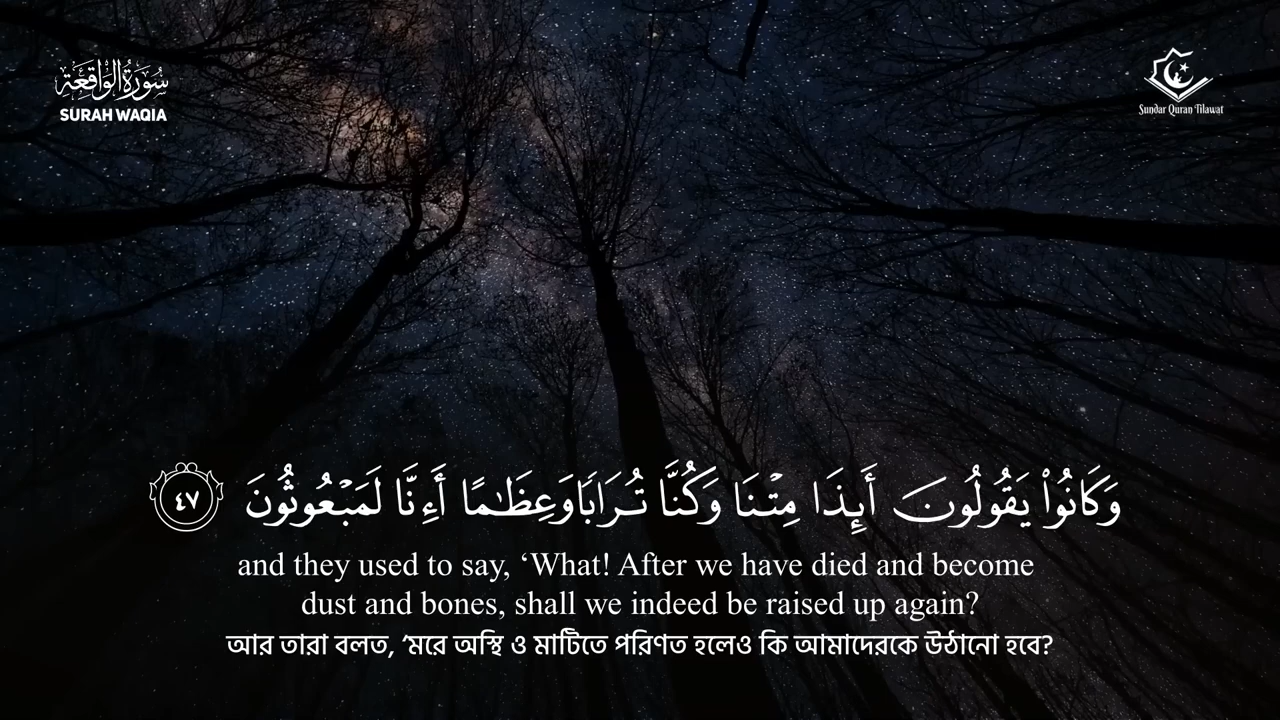 سُورَةُ الْوَاقِعَة
SURAH WAQIA
Sundar Quran Tilawat
وَكَانُوا۟ يَقُولُونَ أَئِذَا مِتْنَا وَكُنَّا تُرَابًا وَعِظَـٰمًا أَءِنَّا لَمَبْعُوثُونَ ٤٧
and they used to say, ‘What! After we have died and become
dust and bones, shall we indeed be raised up again?
আর তারা বলত, ‘মরে অস্থি ও মাটিতে পরিণত হলেও কি আমাদেরকে উঠানো হবে?